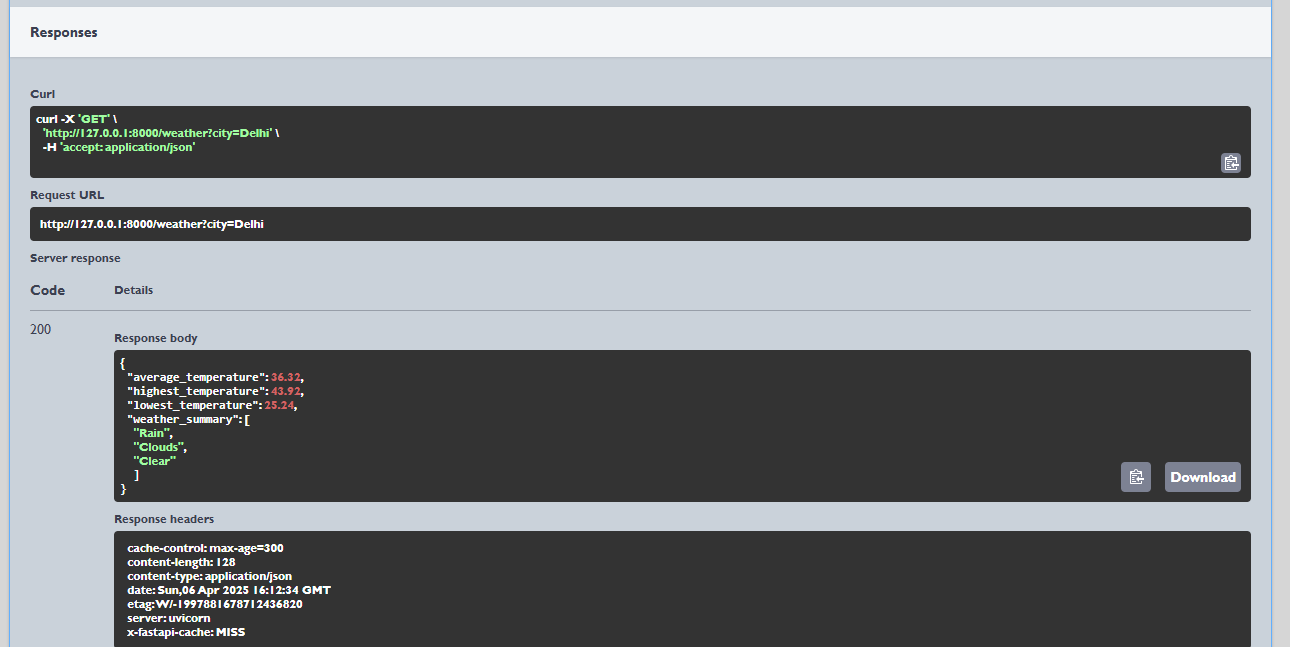 Responses
Curl
curl -X 'GET' \
'http://127.0.0.1:8000/weather?city=Delhi' \
-H 'accept: application/json'
Request URL
http://127.0.0.1:8000/weather?city=Delhi
Server response
Code Details
200
Response body
{
"average_temperature": 36.32,
"highest_temperature": 43.92,
"lowest_temperature": 25.24,
"weather_summary": [
"Rain",
"Clouds",
"Clear"
]
}
Download
Response headers
cache-control: max-age=300
content-length: 128
content-type: application/json
date: Sun,06 Apr 2025 16:12:34 GMT
etag: W/-1997881678712436820
server: uvicorn
x-fastapi-cache: MISS